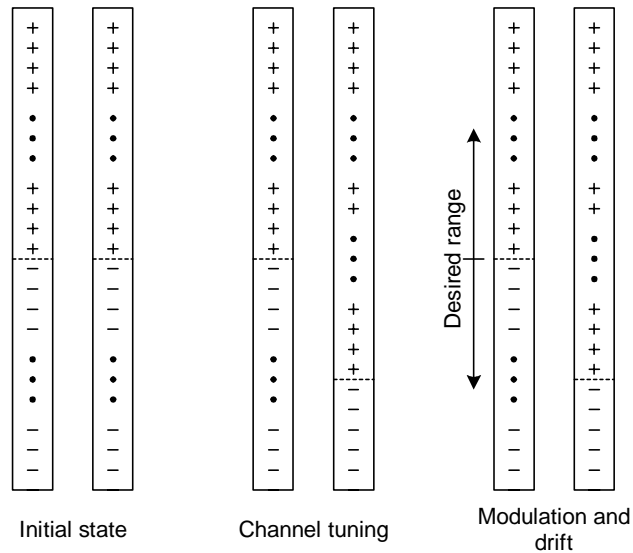 Desired range
Initial state
Channel tuning
Modulation and
drift